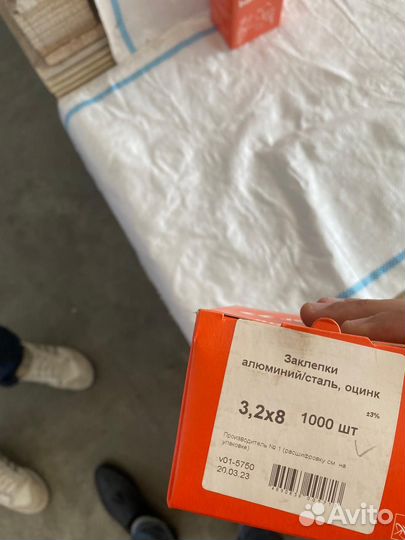 Заклепки
алюминий/сталь, оцинк
3,2х8 1000 шт ±3%
Производитель № 1 (расшифровку см. на
упаковке)
v01-5750
20.03.23
Avito